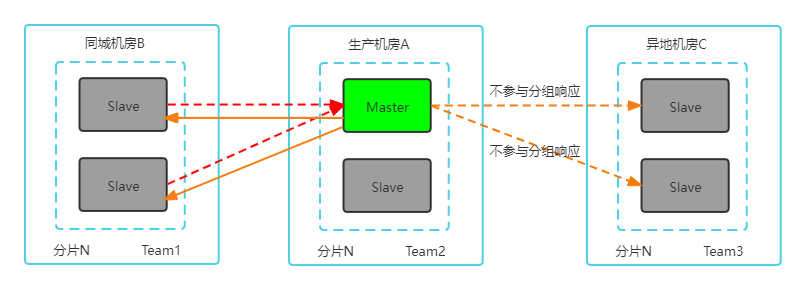 同城机房B
Slave
Slave
分片N
Team1
生产机房A
Master
Slave
分片N
Team2
不参与分组响应
不参与分组响应
异地机房C
Slave
Slave
分片N
Team3